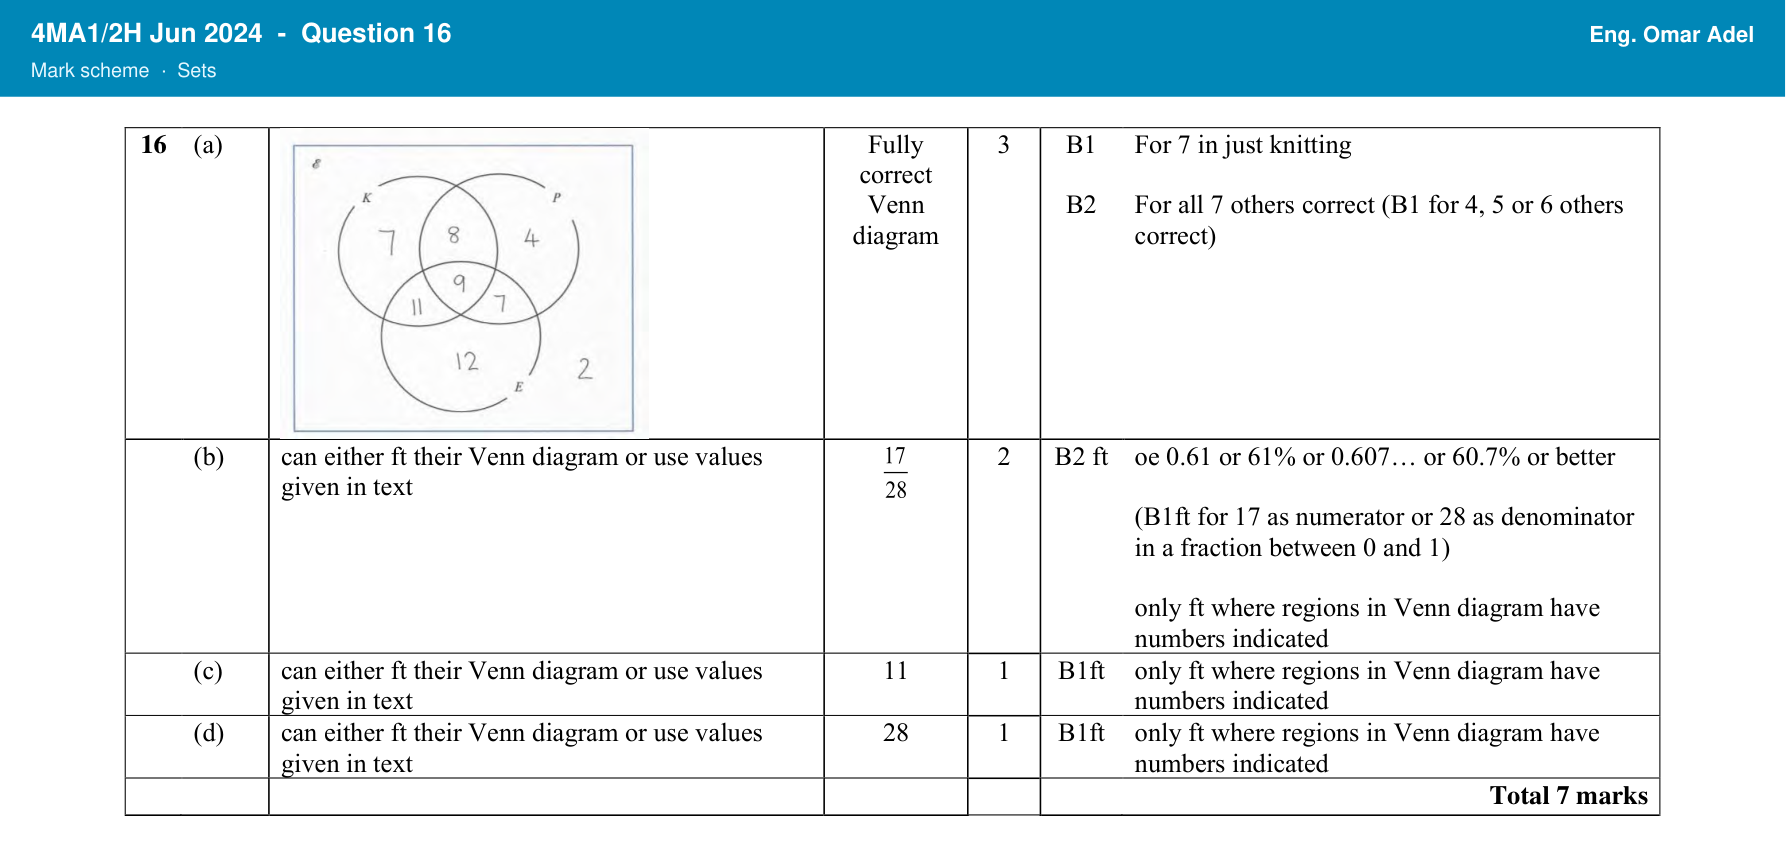 4MA1/2H Jun 2024 - Question 16
Eng. Omar Adel
Mark scheme · Sets
16 (a) Fully correct Venn diagram 3 B1 For 7 in just knitting
B2 For all 7 others correct (B1 for 4, 5 or 6 others
correct)
ℰ
K P
7 8 4
9
11 7
12 2
E
(b) can either ft their Venn diagram or use values
given in text
17
28
2 B2 ft oe 0.61 or 61% or 0.607… or 60.7% or better
(B1ft for 17 as numerator or 28 as denominator
in a fraction between 0 and 1)
only ft where regions in Venn diagram have
numbers indicated
(c) can either ft their Venn diagram or use values
given in text
11 1 B1ft only ft where regions in Venn diagram have
numbers indicated
(d) can either ft their Venn diagram or use values
given in text
28 1 B1ft only ft where regions in Venn diagram have
numbers indicated
Total 7 marks